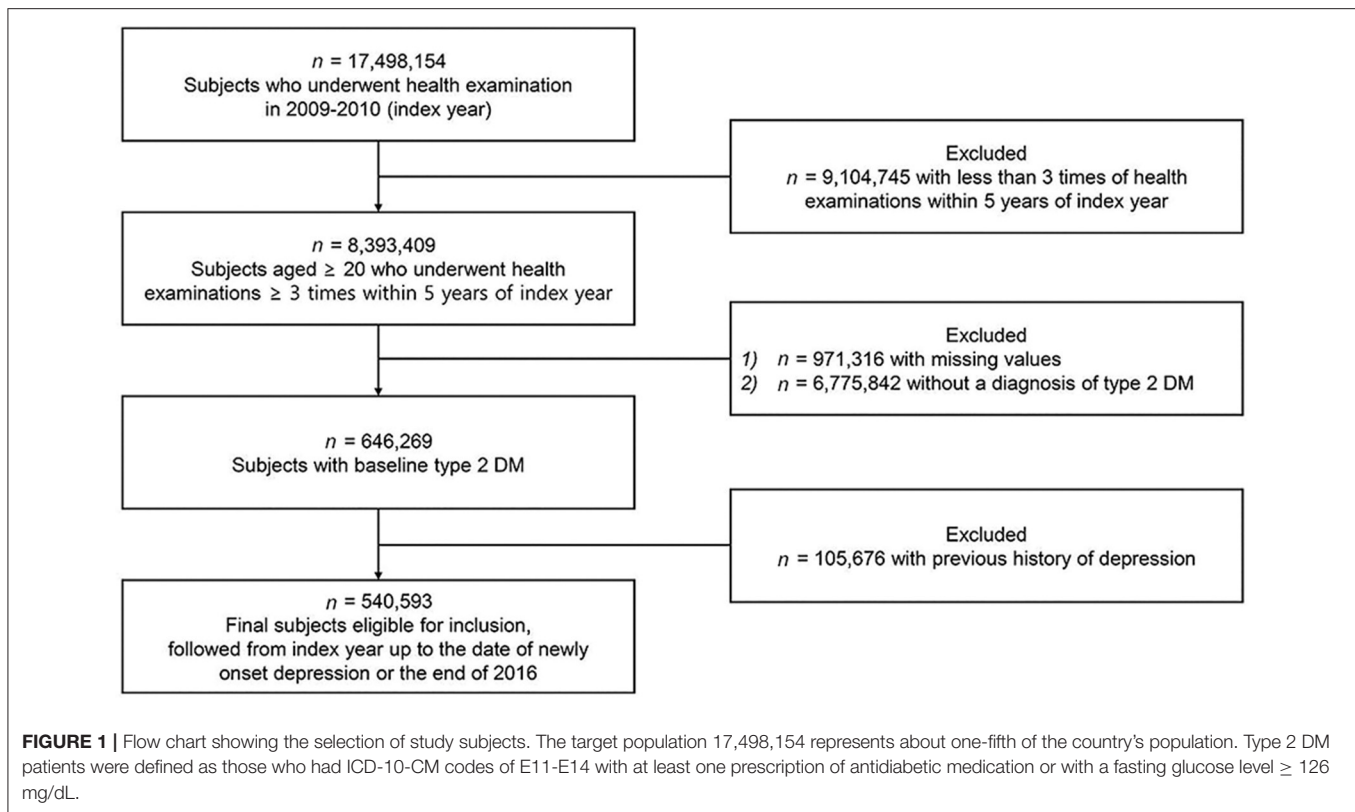 n = 17,498,154
Subjects who underwent health examination
in 2009-2010 (index year)
Excluded
n = 9,104,745 with less than 3 times of health
examinations within 5 years of index year
n = 8,393,409
Subjects aged ≥ 20 who underwent health
examinations ≥ 3 times within 5 years of index year
Excluded
1) n = 971,316 with missing values
2) n = 6,775,842 without a diagnosis of type 2 DM
n = 646,269
Subjects with baseline type 2 DM
Excluded
n = 105,676 with previous history of depression
n = 540,593
Final subjects eligible for inclusion,
followed from index year up to the date of newly
onset depression or the end of 2016
FIGURE 1 | Flow chart showing the selection of study subjects. The target population 17,498,154 represents about one-fifth of the country's population. Type 2 DM
patients were defined as those who had ICD-10-CM codes of E11-E14 with at least one prescription of antidiabetic medication or with a fasting glucose level ≥ 126
mg/dL.